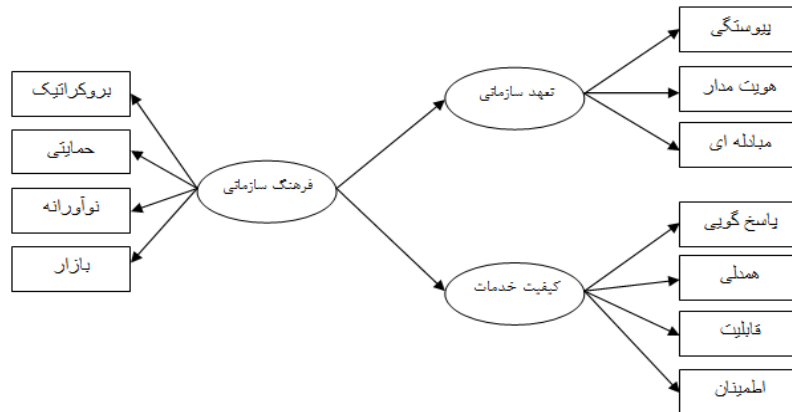 پیوستگی
هویت مدار
مبادله ای
تعهد سازمانی
بروکراتیک
حمایتی
نوآورانه
بازار
فرهنگ سازمانی
پاسخ گویی
همدلی
قابلیت
اطمینان
کیفیت خدمات